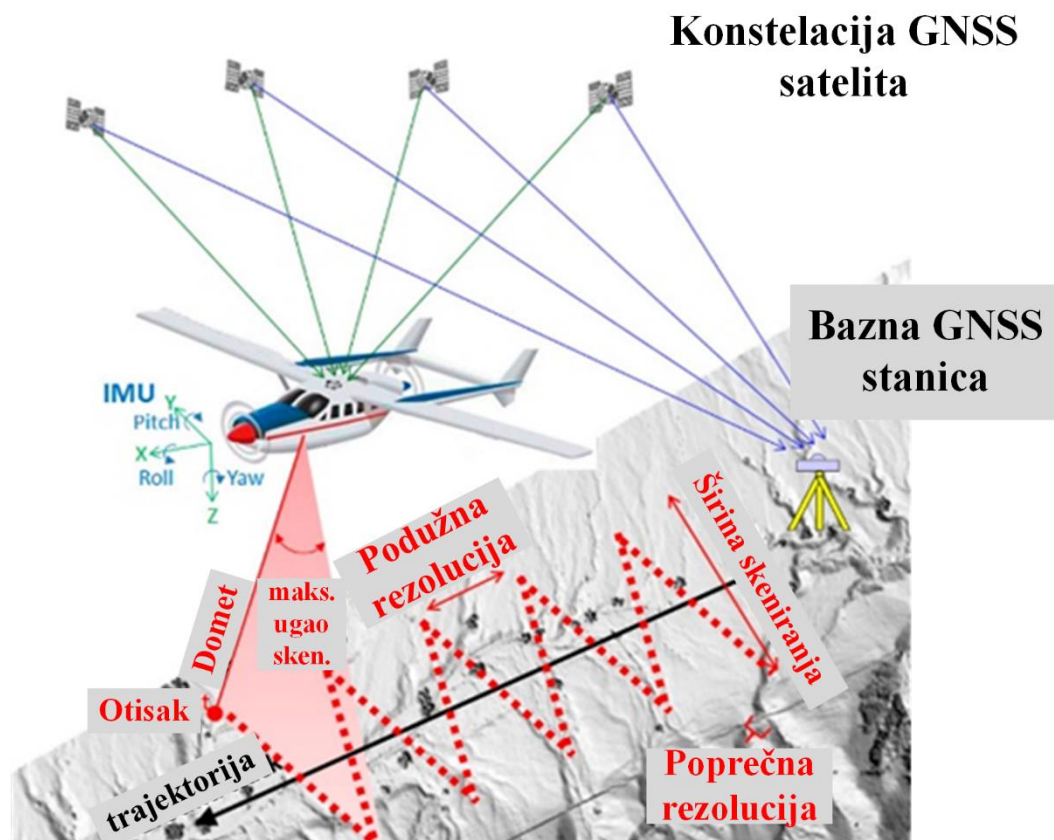 Konstelacija GNSS
satelita
Bazna GNSS
stanica
IMU
Y
Pitch
X
Roll
Yaw
Z
Podužna
rezolucija
Širina skeniranja
Domet
maks.
ugao
sken.
Otisak
trajektorija
Poprečna
rezolucija